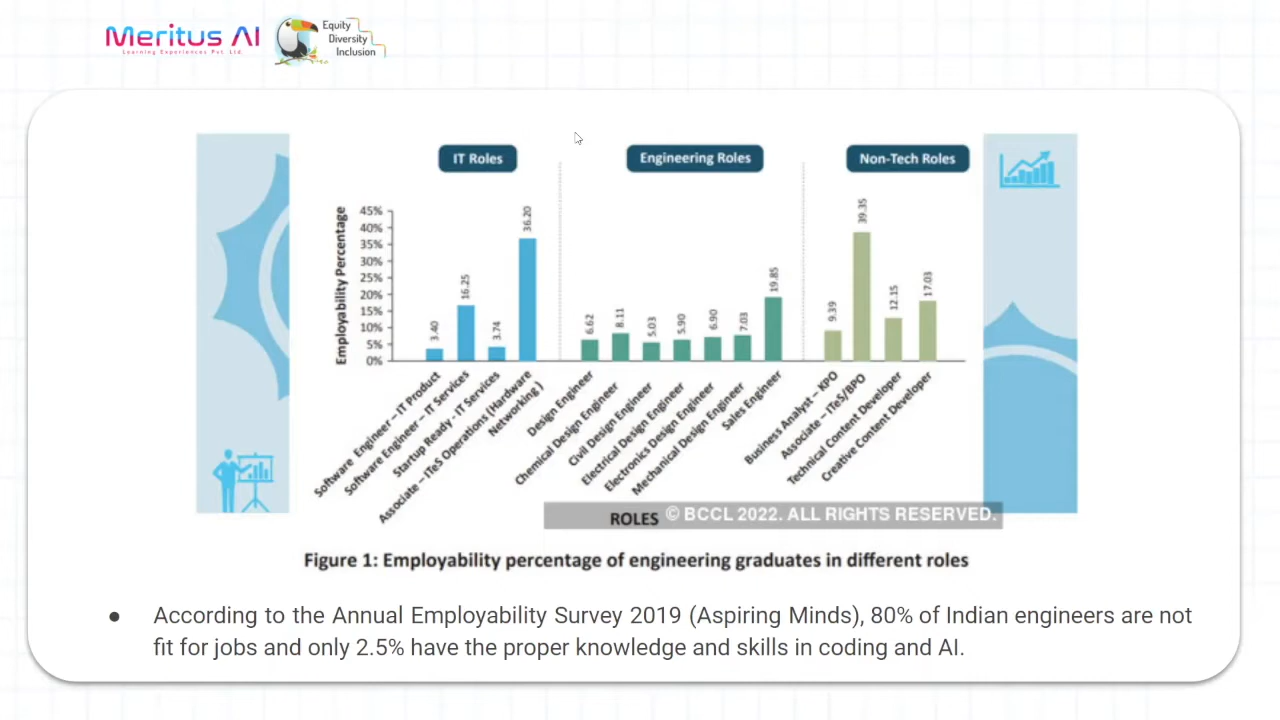 Meritus AI
Learning Experiences Pvt. Ltd.
Equity
Diversity
Inclusion
IT Roles
Engineering Roles
Non-Tech Roles
Employability Percentage
45%
40%
35%
30%
25%
20%
15%
10%
5%
0%
3.40
16.25
3.74
36.20
6.62
8.11
5.03
5.90
6.90
7.03
19.85
9.39
39.35
12.15
17.03
Software Engineer – IT Product
Software Engineer – IT Services
Startup Ready - IT Services
Associate – ITeS Operations (Hardware
Networking )
Design Engineer
Chemical Design Engineer
Civil Design Engineer
Electrical Design Engineer
Electronics Design Engineer
Mechanical Design Engineer
Sales Engineer
Business Analyst – KPO
Associate – ITeS/BPO
Technical Content Developer
Creative Content Developer
ROLES
© BCCL 2022. ALL RIGHTS RESERVED.
Figure 1: Employability percentage of engineering graduates in different roles
● According to the Annual Employability Survey 2019 (Aspiring Minds), 80% of Indian engineers are not
fit for jobs and only 2.5% have the proper knowledge and skills in coding and AI.